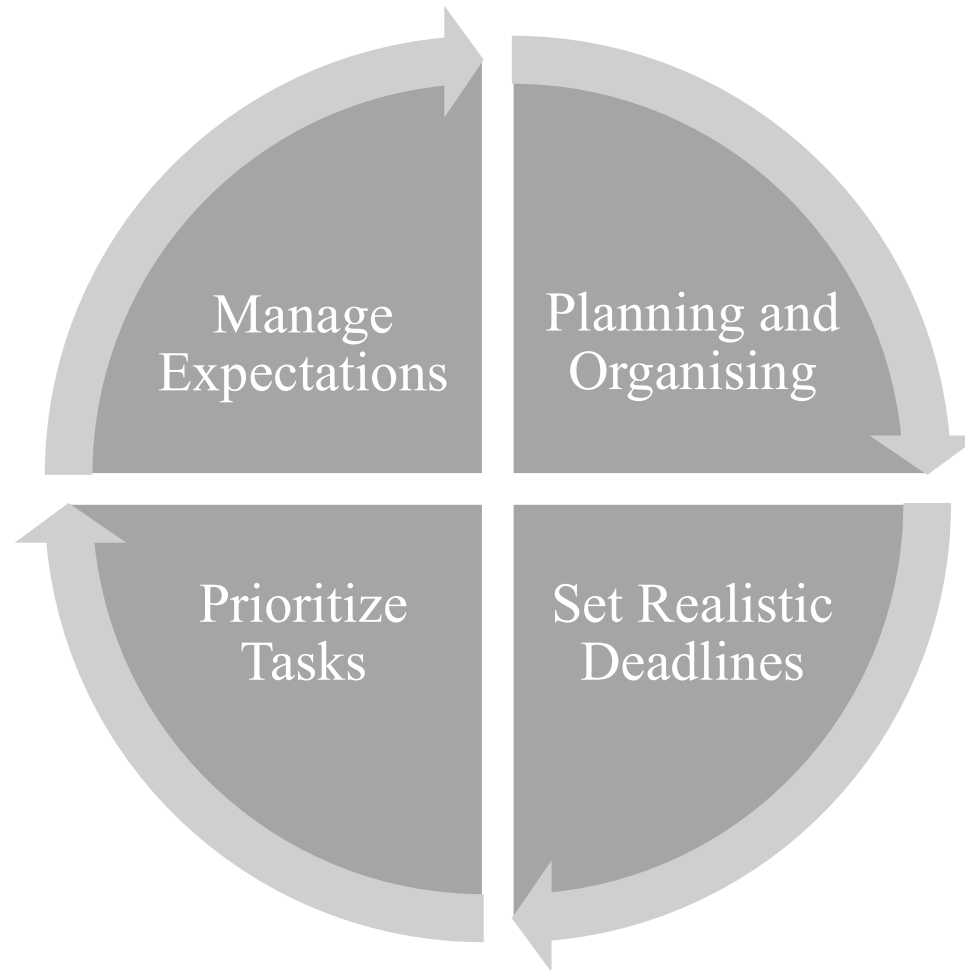 Manage
Expectations
Planning and
Organising
Prioritize
Tasks
Set Realistic
Deadlines